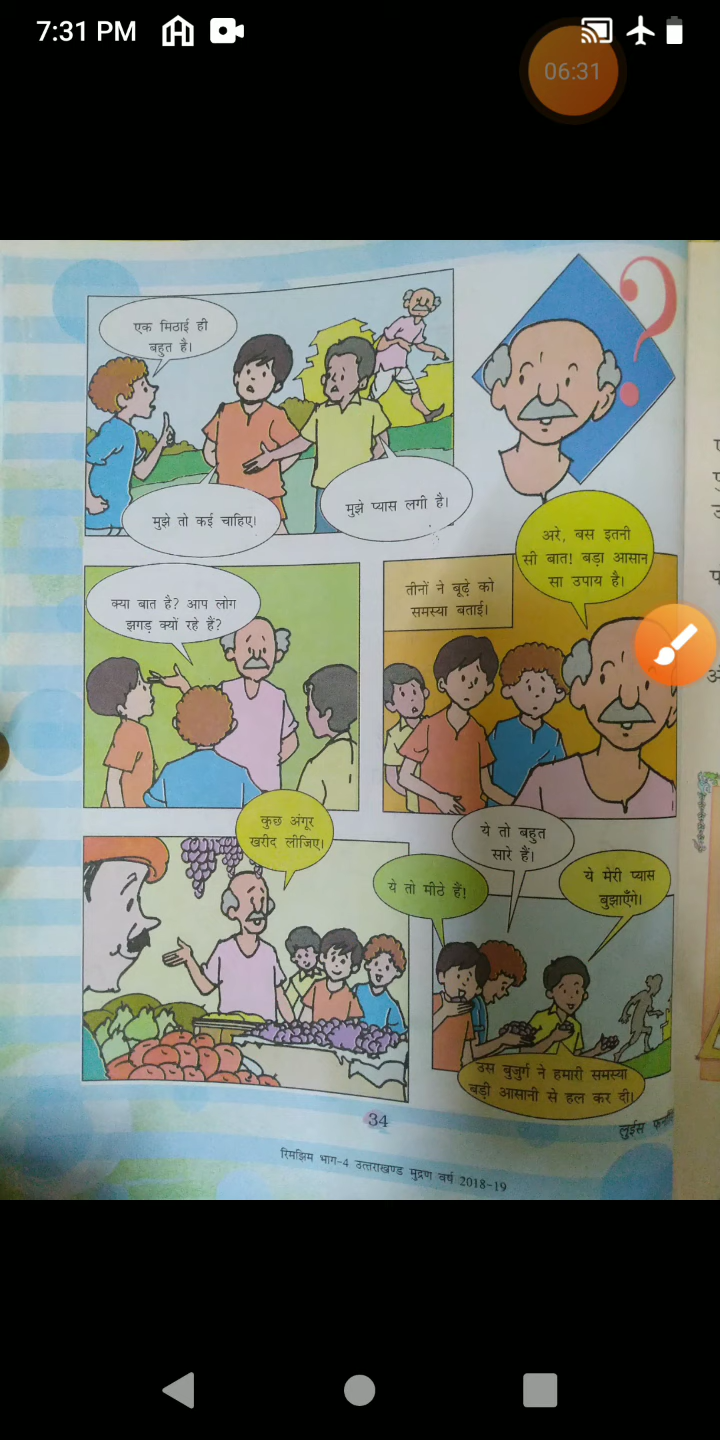 7:31 PM
06:31
एक मिठाई ही
बहुत है।
मुझे तो कई चाहिए।
मुझे प्यास लगी है।
?
क्या बात है? आप लोग
झगड़ क्यों रहे हैं?
तीनों ने बूढ़े को
समस्या बताई।
अरे, बस इतनी
सी बात! बड़ा आसान
सा उपाय है।
कुछ अंगूर
खरीद लीजिए।
ये तो मीठे हैं!
ये तो बहुत
सारे हैं।
ये मेरी प्यास
बुझाएँगे।
उस बुजुर्ग ने हमारी समस्या
बड़ी आसानी से हल कर दी।
34
लुईस
रिमझिम भाग-4 उत्तराखण्ड मुद्रण वर्ष 2018-19